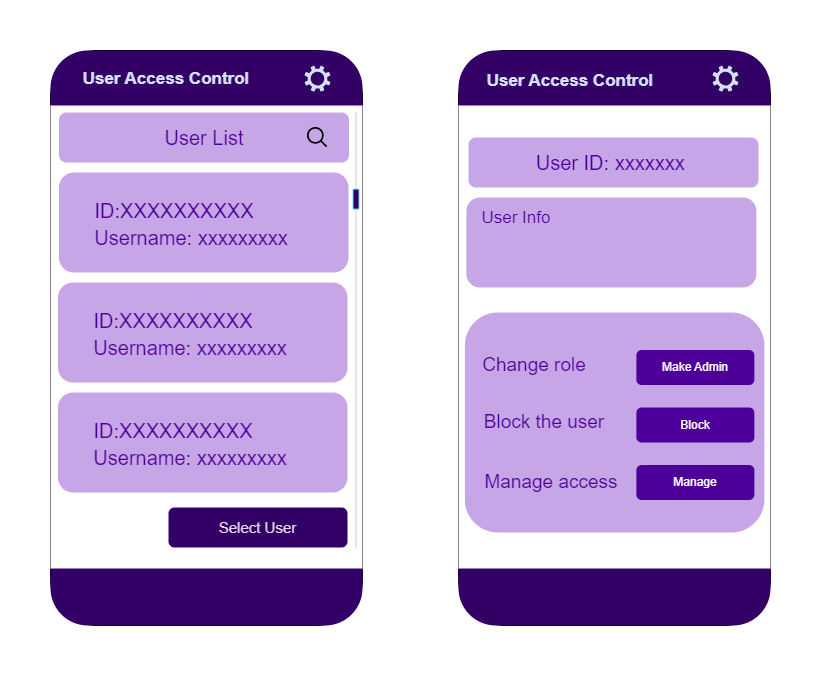 User Access Control
User List
ID:XXXXXXXXXX
Username: xxxxxxxxx
ID:XXXXXXXXXX
Username: xxxxxxxxx
ID:XXXXXXXXXX
Username: xxxxxxxxx
Select User
User Access Control
User ID: xxxxxxx
User Info
Change role
Make Admin
Block the user
Block
Manage access
Manage